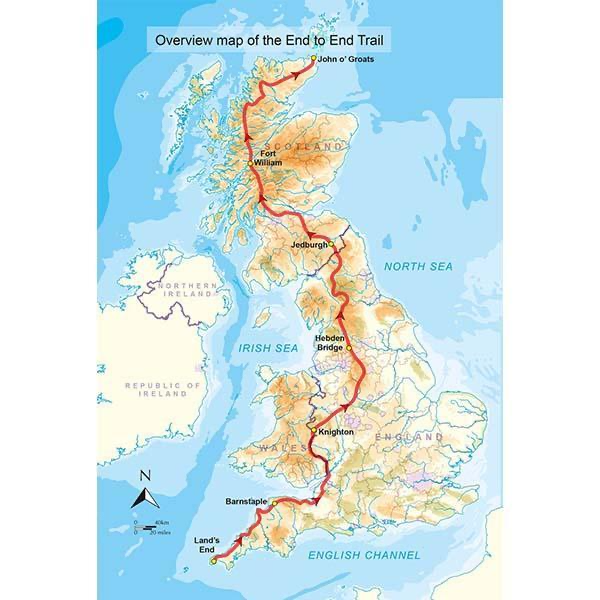 Overview map of the End to End Trail
John o' Groats
SCOTLAND
Fort
William
Jedburgh
NORTH SEA
NORTHERN
IRELAND
Hebden
Bridge
IRISH SEA
REPUBLIC OF
IRELAND
Knighton
ENGLAND
WALES
N
Barnstaple
0 40km
0 20 miles
Land's
End
ENGLISH CHANNEL